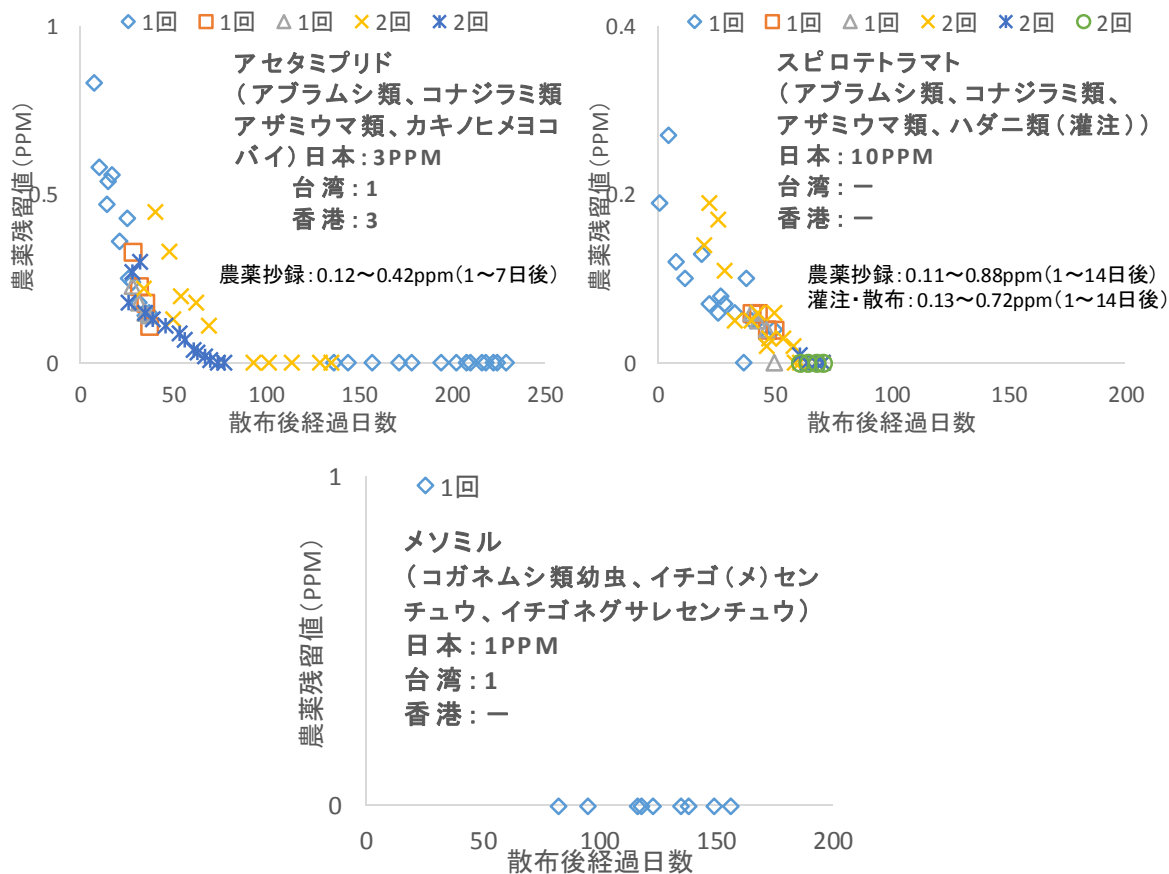 1回 1回 1回 2回 2回
1
0.5
0
農薬残留値(PPM)
アセタミプリド
(アブラムシ類、コナジラミ類
アザミウマ類、カキノヒメヨコ
バイ)日本:3PPM
台湾:1
香港:3
農薬抄録:0.12~0.42ppm(1~7日後)
0 50 100 150 200 250
散布後経過日数
1回 1回 1回 2回 2回 2回
0.4
0.2
0
農薬残留値(PPM)
スピロテトラマト
(アブラムシ類、コナジラミ類、
アザミウマ類、ハダニ類(灌注))
日本:10PPM
台湾:ー
香港:ー
農薬抄録:0.11~0.88ppm(1~14日後)
灌注・散布:0.13~0.72ppm(1~14日後)
0 50 100 150 200
散布後経過日数
1回
1
0
農薬残留値(PPM)
メソミル
(コガネムシ類幼虫、イチゴ(メ)セン
チュウ、イチゴネグサレセンチュウ)
日本:1PPM
台湾:1
香港:ー
0 50 100 150 200
散布後経過日数